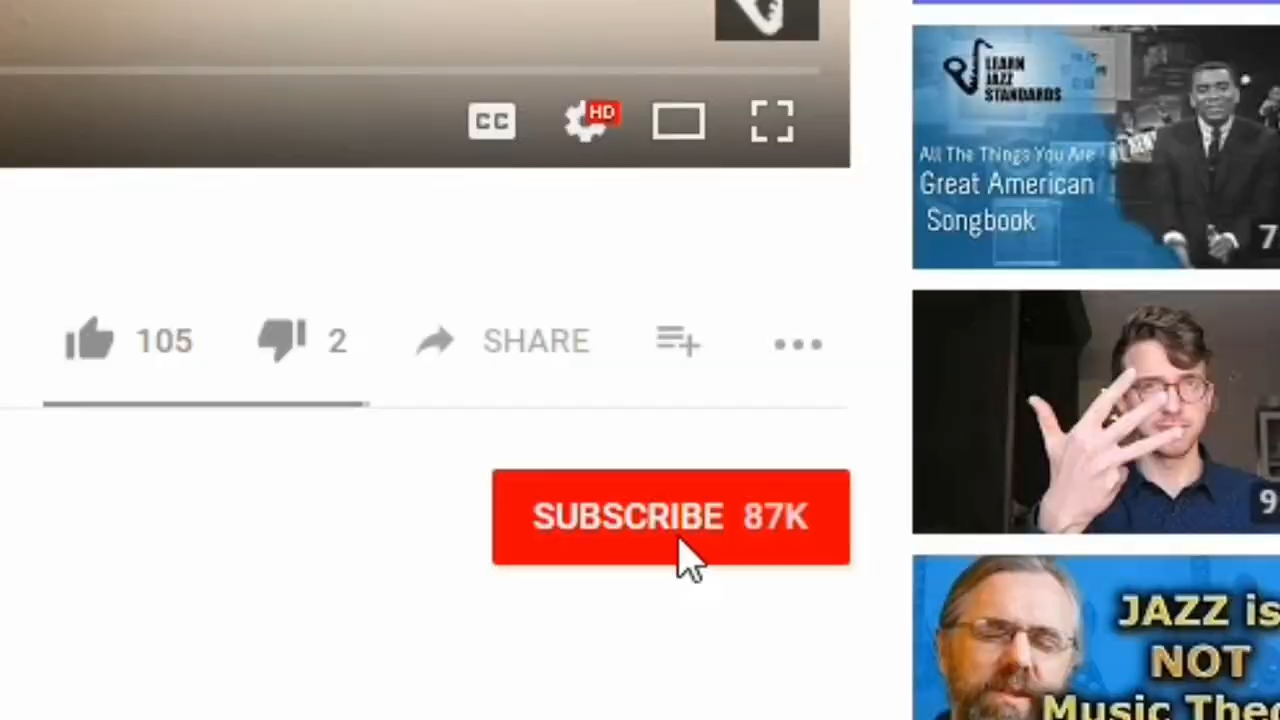 CC
HD
105
2
SHARE
SUBSCRIBE 87K
LEARN
JAZZ
STANDARDS
All The Things You Are
Great American
Songbook
7
9
JAZZ is
NOT
Music